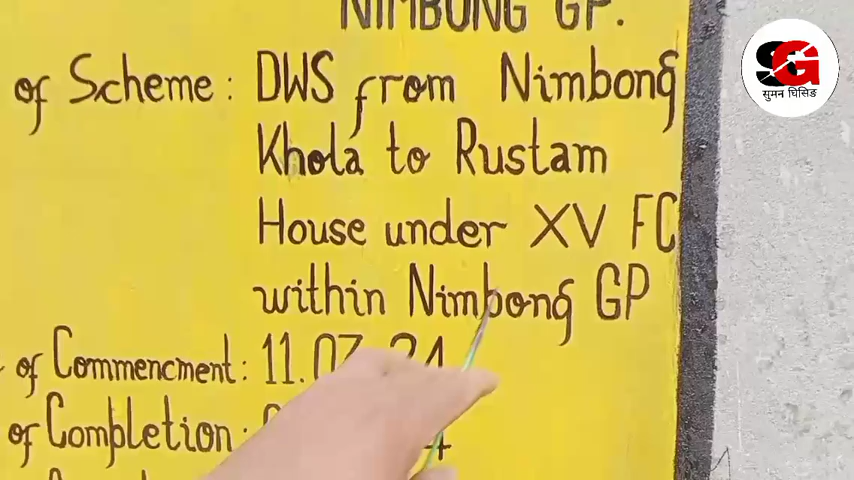 NIMBONG GP.
SG
सुमन घिसिङ
of Scheme : DWS from Nimbong
Khola to Rustam
House under XV FC
within Nimbong GP
of Commencment : 11.
of Completion :